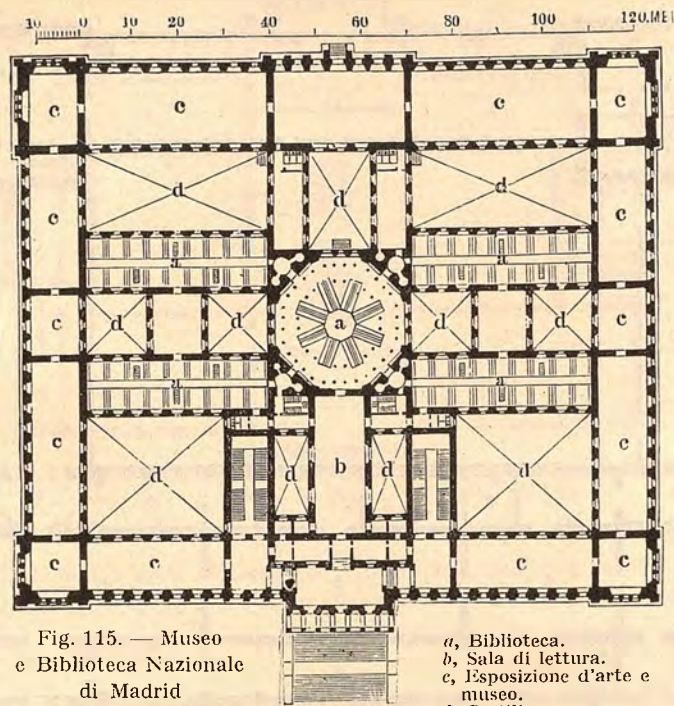 10 0 10 20 40 60 80 100 120.MET
c c c c
c d d d c
a a
c d d a d d c
a a
c d d b d d c
c c c c
Fig. 115. — Museo
e Biblioteca Nazionale
di Madrid
a, Biblioteca.
b, Sala di lettura.
c, Esposizione d'arte e
museo.